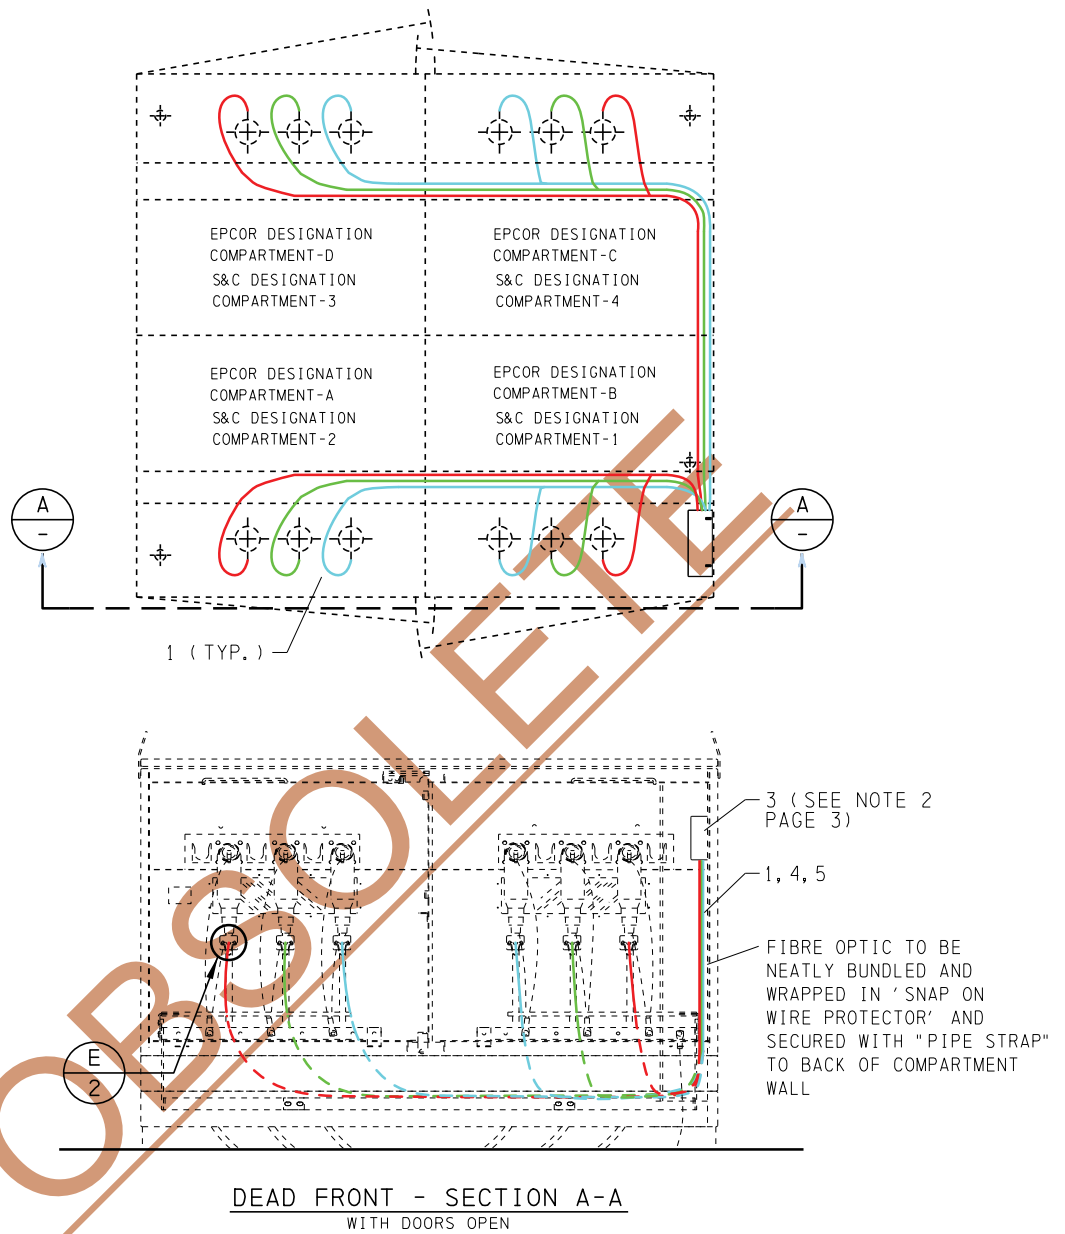 EPCOR DESIGNATION
COMPARTMENT-D
S&C DESIGNATION
COMPARTMENT-3
EPCOR DESIGNATION
COMPARTMENT-C
S&C DESIGNATION
COMPARTMENT-4
EPCOR DESIGNATION
COMPARTMENT-A
S&C DESIGNATION
COMPARTMENT-2
EPCOR DESIGNATION
COMPARTMENT-B
S&C DESIGNATION
COMPARTMENT-1
A
-
A
-
1 (TYP.)
OBSOLETE
3 (SEE NOTE 2
PAGE 3)
1, 4, 5
FIBRE OPTIC TO BE
NEATLY BUNDLED AND
WRAPPED IN 'SNAP ON
WIRE PROTECTOR' AND
SECURED WITH "PIPE STRAP"
TO BACK OF COMPARTMENT
WALL
E
2
DEAD FRONT - SECTION A-A
WITH DOORS OPEN